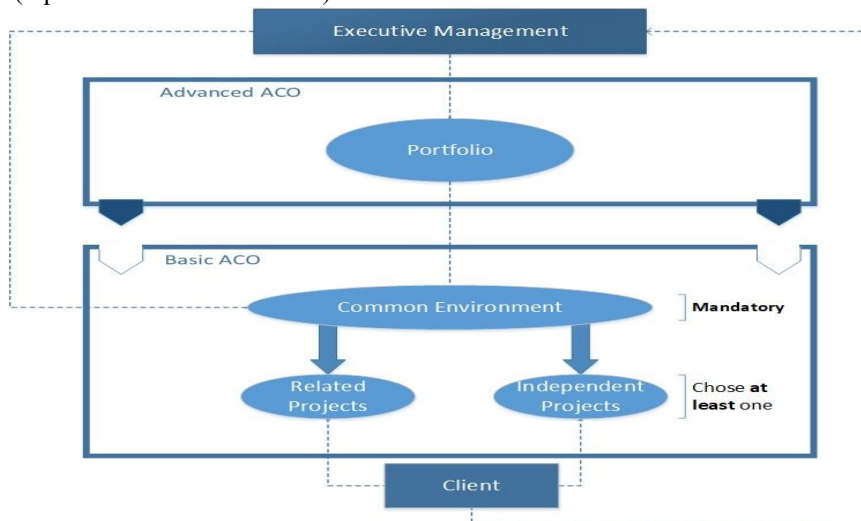 Executive Management
Advanced ACO
Portfolio
Basic ACO
Common Environment
Mandatory
Related
Projects
Independent
Projects
Chose at
least one
Client